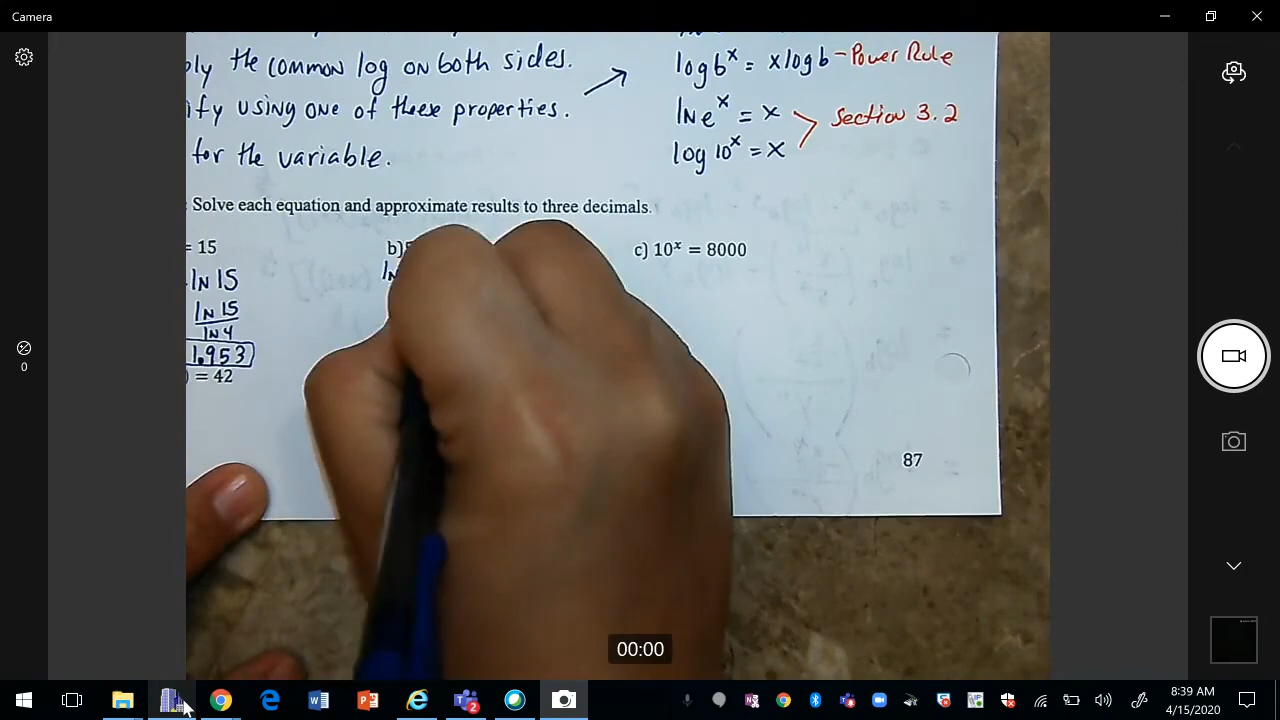 Camera
ply the common log on both sides.
log b^x = x log b - Power Rule
ify using one of these properties.
ln e^x = x
Section 3.2
for the variable.
log 10^x = x
Solve each equation and approximate results to three decimals.
= 15
b)
c) 10^x = 8000
ln 15
ln
ln 15
ln 4
1.953
) = 42
87
0
00:00
8:39 AM
4/15/2020